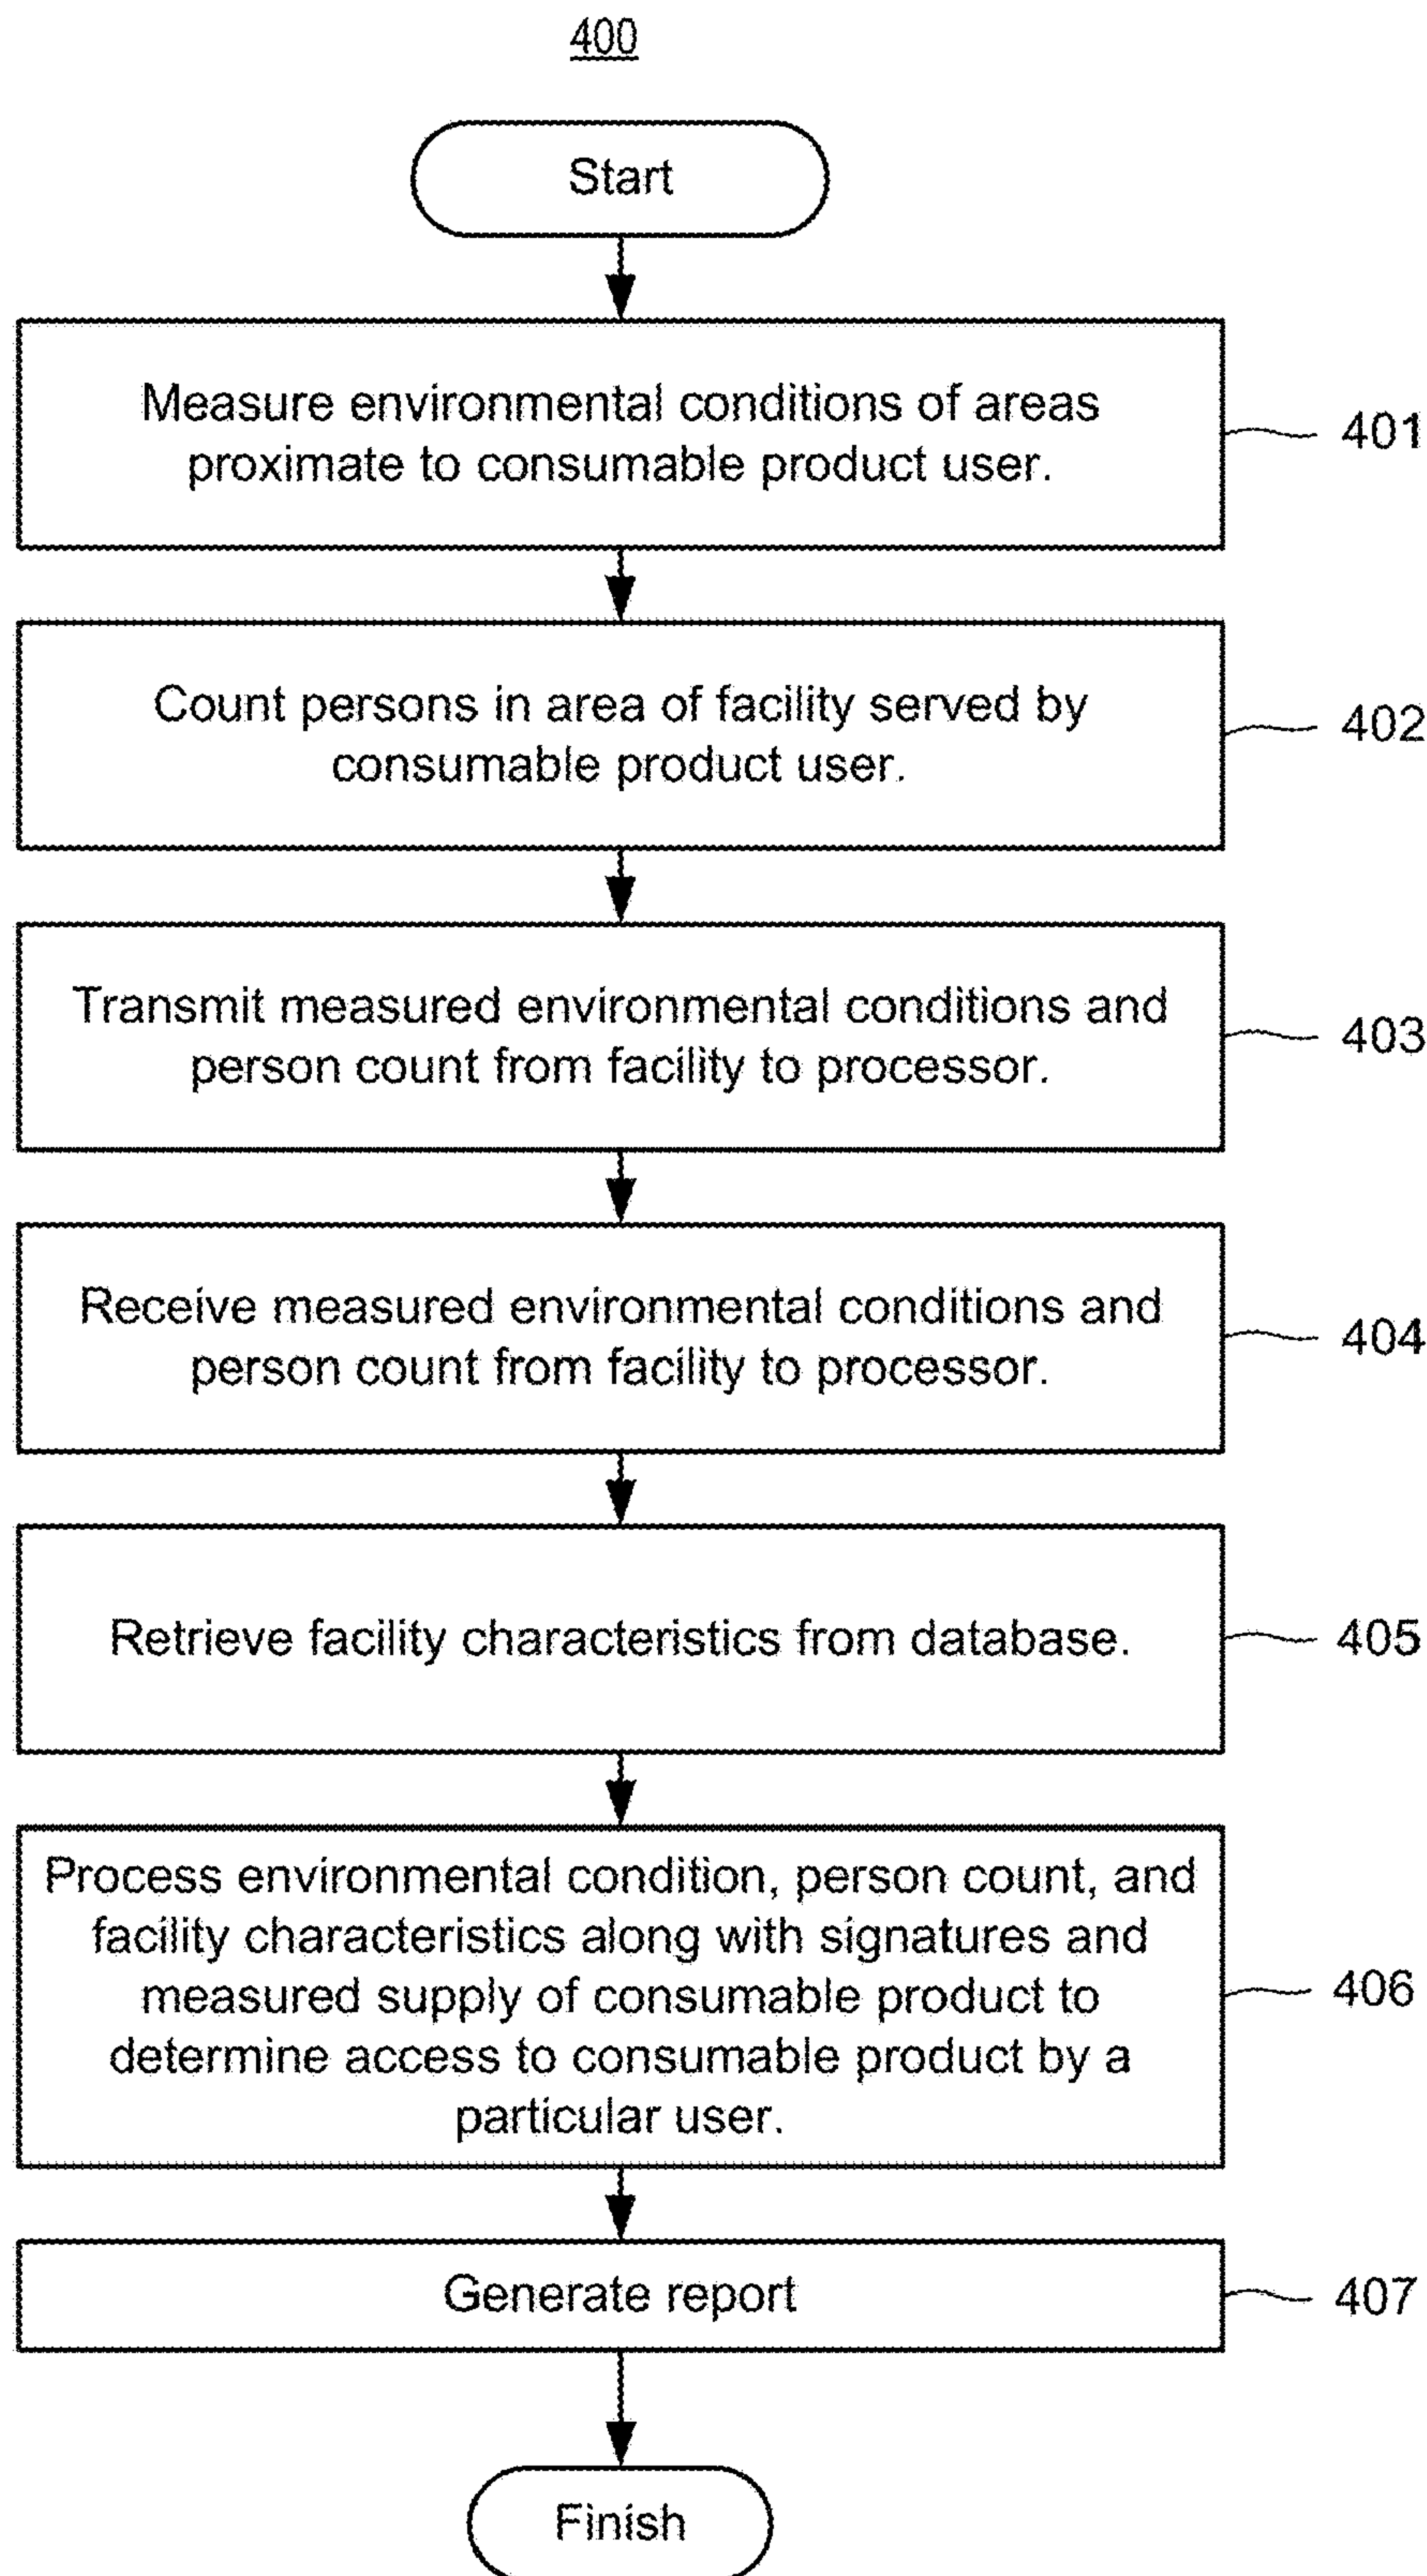 400
Start
Measure environmental conditions of areas
proximate to consumable product user.
401
Count persons in area of facility served by
consumable product user.
402
Transmit measured environmental conditions and
person count from facility to processor.
403
Receive measured environmental conditions and
person count from facility to processor.
404
Retrieve facility characteristics from database.
405
Process environmental condition, person count, and
facility characteristics along with signatures and
measured supply of consumable product to
determine access to consumable product by a
particular user.
406
Generate report
407
Finish